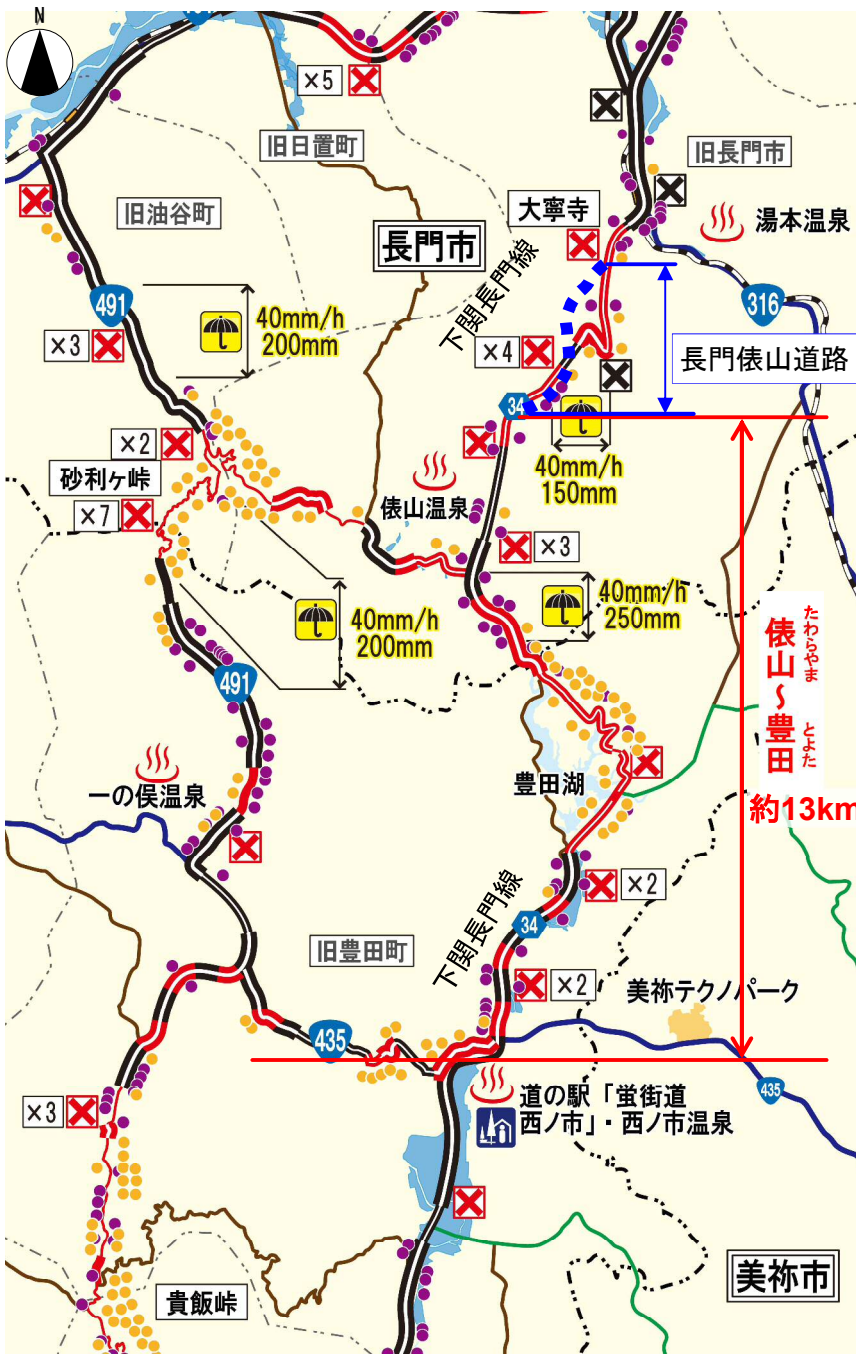 N
191
×5
旧日置町
旧長門市
大寧寺
湯本温泉
旧油谷町
長門市
下関長門線
491
40mm/h
200mm
316
×3
×4
長門俵山道路
34
×2
40mm/h
150mm
砂利ヶ峠
俵山温泉
×7
×3
40mm/h
250mm
40mm/h
200mm
たわらやま
とよた
俵山～豊田
約13km
491
一の俣温泉
豊田湖
×2
34
下関長門線
旧豊田町
×2
美祢テクノパーク
435
435
道の駅「蛍街道
西ノ市」・西ノ市温泉
×3
美祢市
貴飯峠